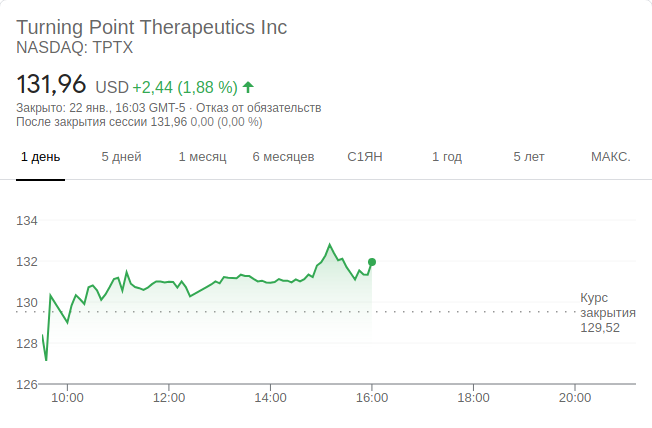 Turning Point Therapeutics Inc
NASDAQ: TPTX
131,96 USD +2,44 (1,88 %)
Закрыто: 22 янв., 16:03 GMT-5 · Отказ от обязательств
После закрытия сессии 131,96 0,00 (0,00 %)
1 день 5 дней 1 месяц 6 месяцев С1ЯН 1 год 5 лет МАКС.
134
132
130
Курс
закрытия
129,52
128
126
10:00 12:00 14:00 16:00 18:00 20:00